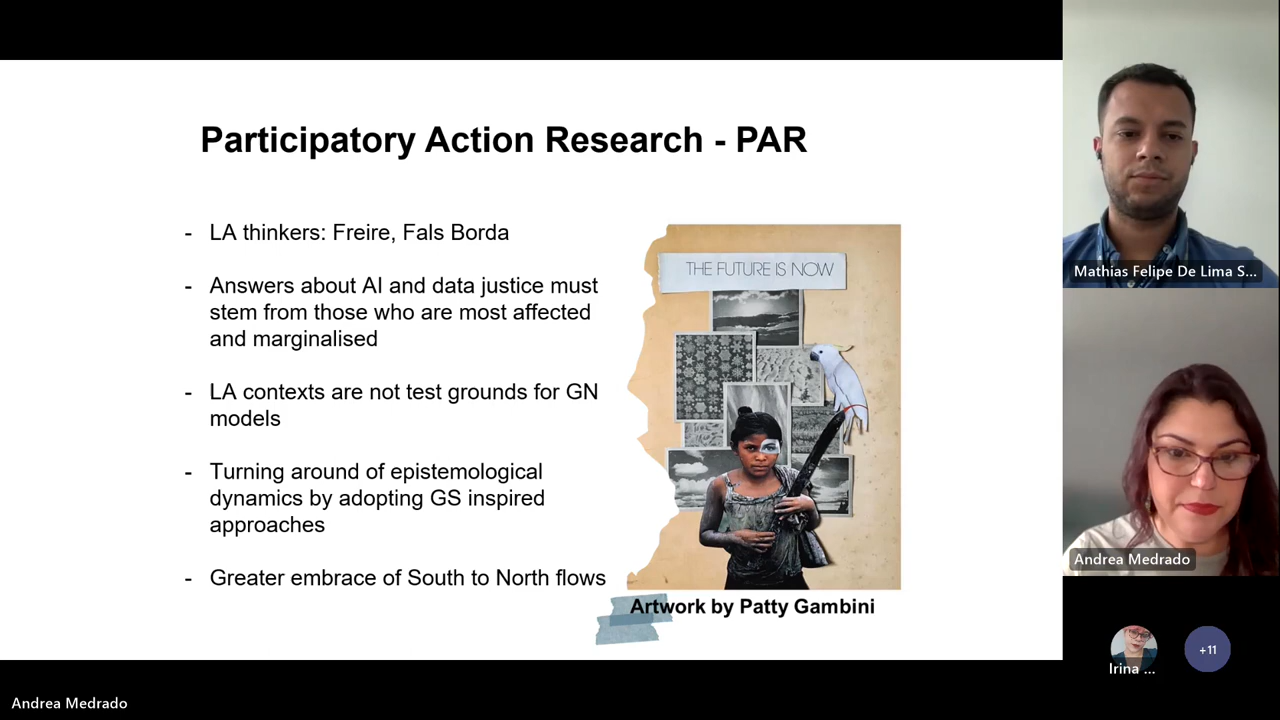 Participatory Action Research - PAR
- LA thinkers: Freire, Fals Borda
- Answers about AI and data justice must
stem from those who are most affected
and marginalised
- LA contexts are not test grounds for GN
models
- Turning around of epistemological
dynamics by adopting GS inspired
approaches
- Greater embrace of South to North flows
THE FUTURE IS NOW
Artwork by Patty Gambini
Mathias Felipe De Lima S...
Andrea Medrado
Irina ...
+11
Andrea Medrado